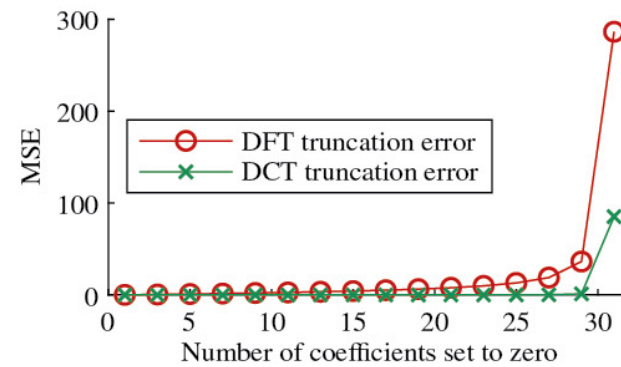 300
200
100
0
MSE
DFT truncation error
DCT truncation error
0 5 10 15 20 25 30
Number of coefficients set to zero